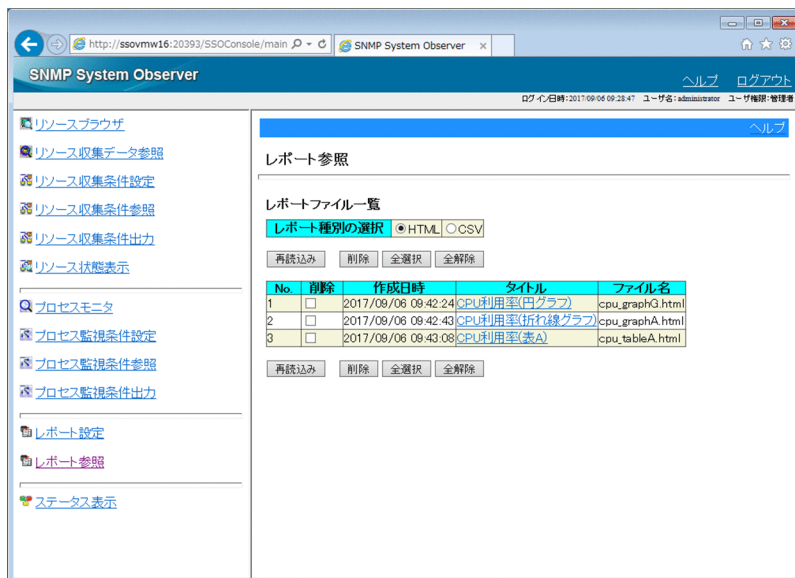 http://ssovmw16:20393/SSOConsole/main
SNMP System Observer
SNMP System Observer
ヘルプ ログアウト
ログイン日時:2017/09/06 09:28:47 ユーザ名:administrator ユーザ権限:管理者
リソースブラウザ
リソース収集データ参照
リソース収集条件設定
リソース収集条件参照
リソース収集条件出力
リソース状態表示
プロセスモニタ
プロセス監視条件設定
プロセス監視条件参照
プロセス監視条件出力
レポート設定
レポート参照
ステータス表示
ヘルプ
レポート参照
レポートファイル一覧
レポート種別の選択 HTML CSV
再読込み 削除 全選択 全解除
No. 削除 作成日時 タイトル ファイル名
1 2017/09/06 09:42:24 CPU利用率(円グラフ) cpu_graphG.html
2 2017/09/06 09:42:43 CPU利用率(折れ線グラフ) cpu_graphA.html
3 2017/09/06 09:43:08 CPU利用率(表A) cpu_tableA.html
再読込み 削除 全選択 全解除